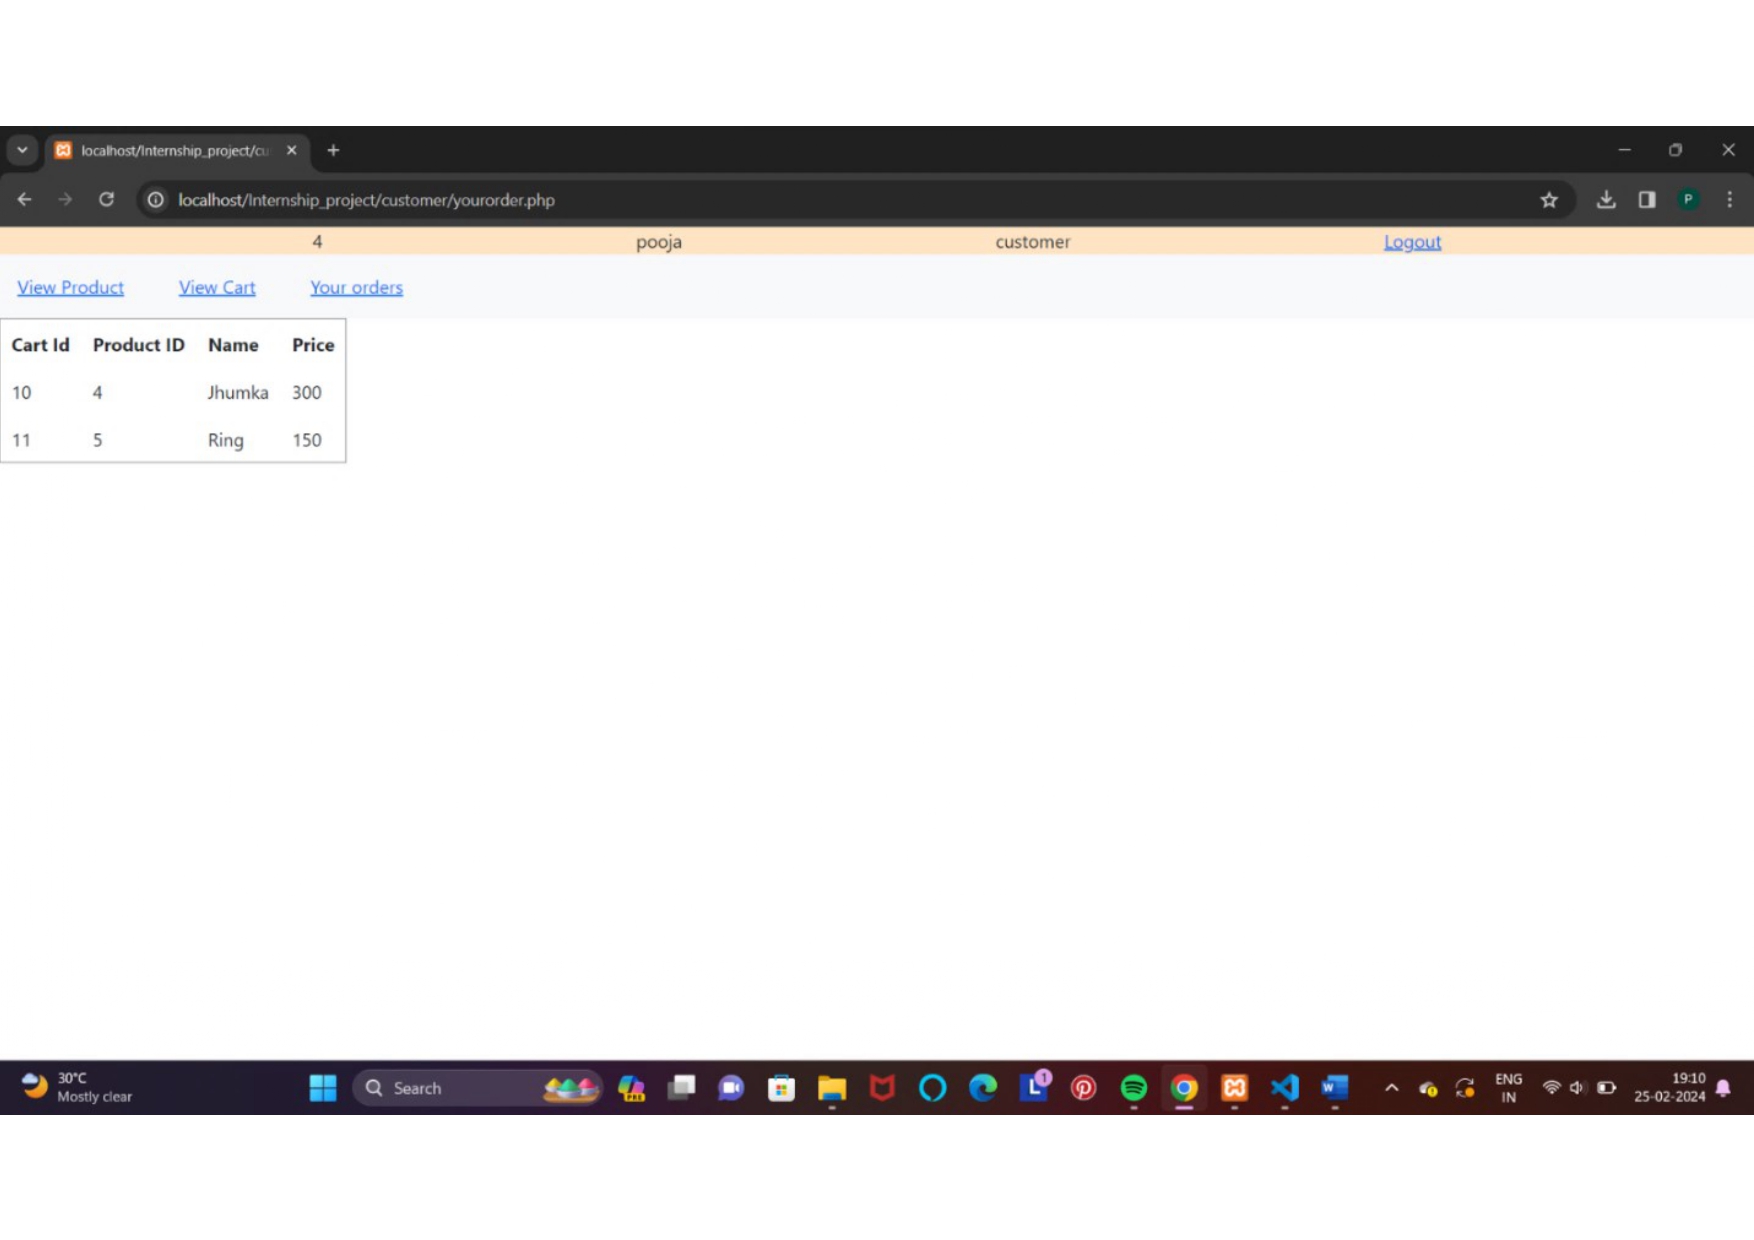 localhost/Internship_project/cu
localhost/Internship_project/customer/yourorder.php
P
4 pooja customer Logout
View Product View Cart Your orders
Cart Id Product ID Name Price
10 4 Jhumka 300
11 5 Ring 150
30°C
Mostly clear
Search
PRE
L
1
W
ENG
IN
19:10
25-02-2024